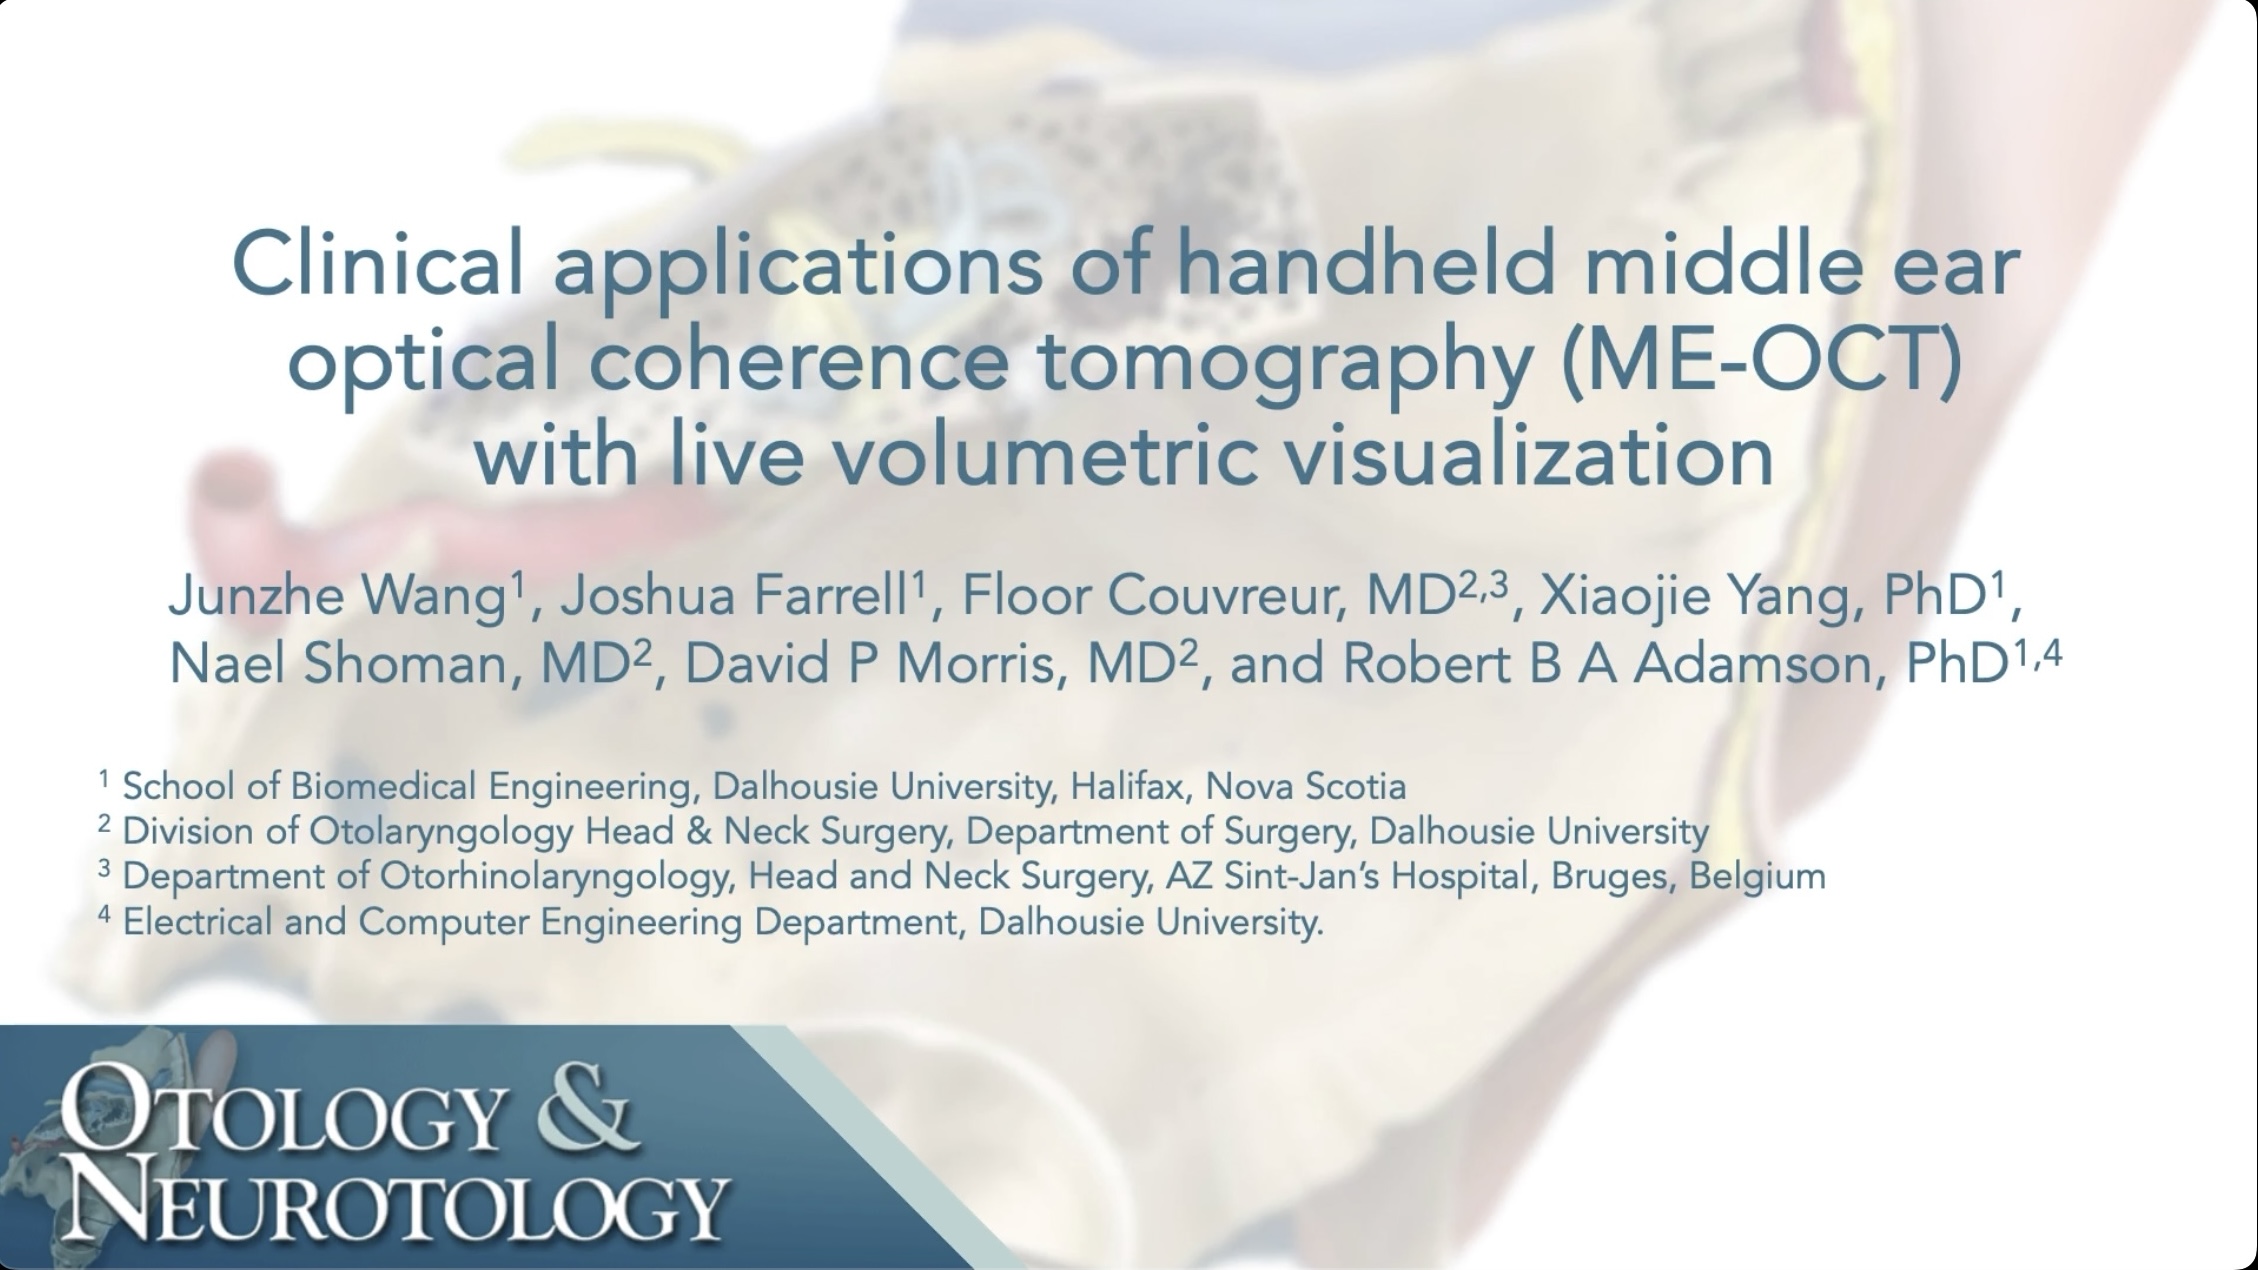 Clinical applications of handheld middle ear
optical coherence tomography (ME-OCT)
with live volumetric visualization
Junzhe Wang¹, Joshua Farrell¹, Floor Couvreur, MD²,³, Xiaojie Yang, PhD¹,
Nael Shoman, MD², David P Morris, MD², and Robert B A Adamson, PhD¹,⁴
¹ School of Biomedical Engineering, Dalhousie University, Halifax, Nova Scotia
² Division of Otolaryngology Head & Neck Surgery, Department of Surgery, Dalhousie University
³ Department of Otorhinolaryngology, Head and Neck Surgery, AZ Sint-Jan’s Hospital, Bruges, Belgium
⁴ Electrical and Computer Engineering Department, Dalhousie University.
OTOLOGY &
NEUROTOLOGY